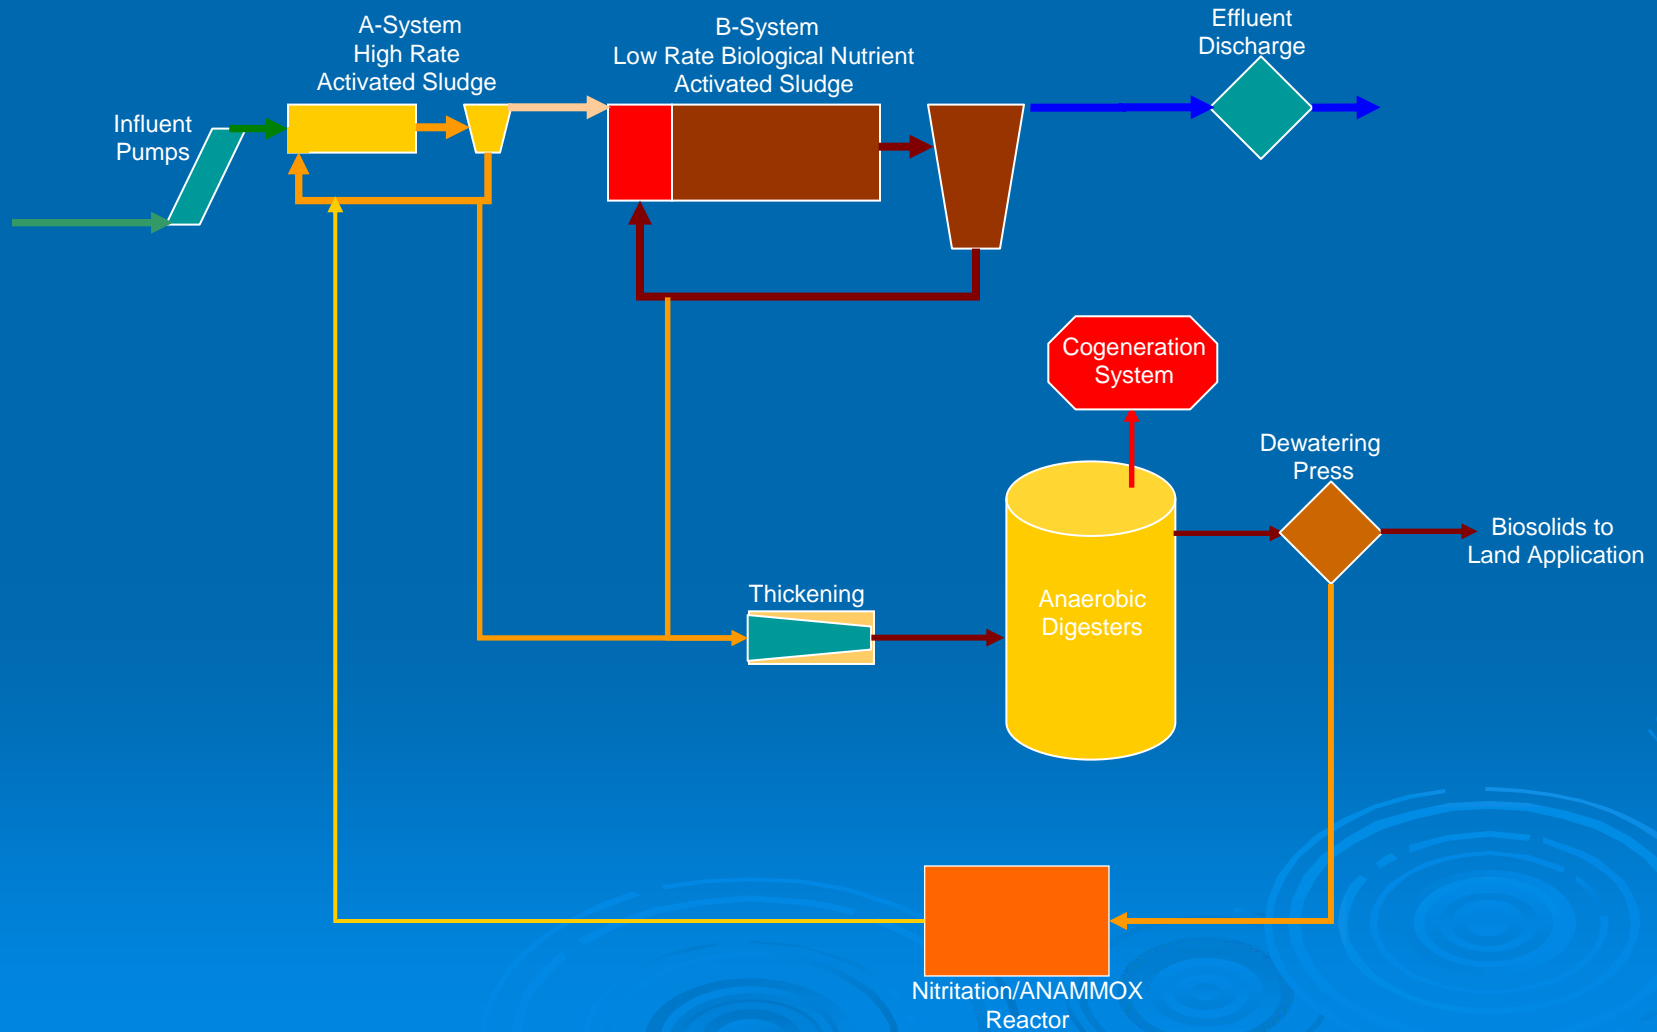 A-System
High Rate
Activated Sludge
B-System
Low Rate Biological Nutrient
Activated Sludge
Effluent
Discharge
Influent
Pumps
Cogeneration
System
Dewatering
Press
Biosolids to
Land Application
Thickening
Anaerobic
Digesters
Nitritation/ANAMMOX
Reactor